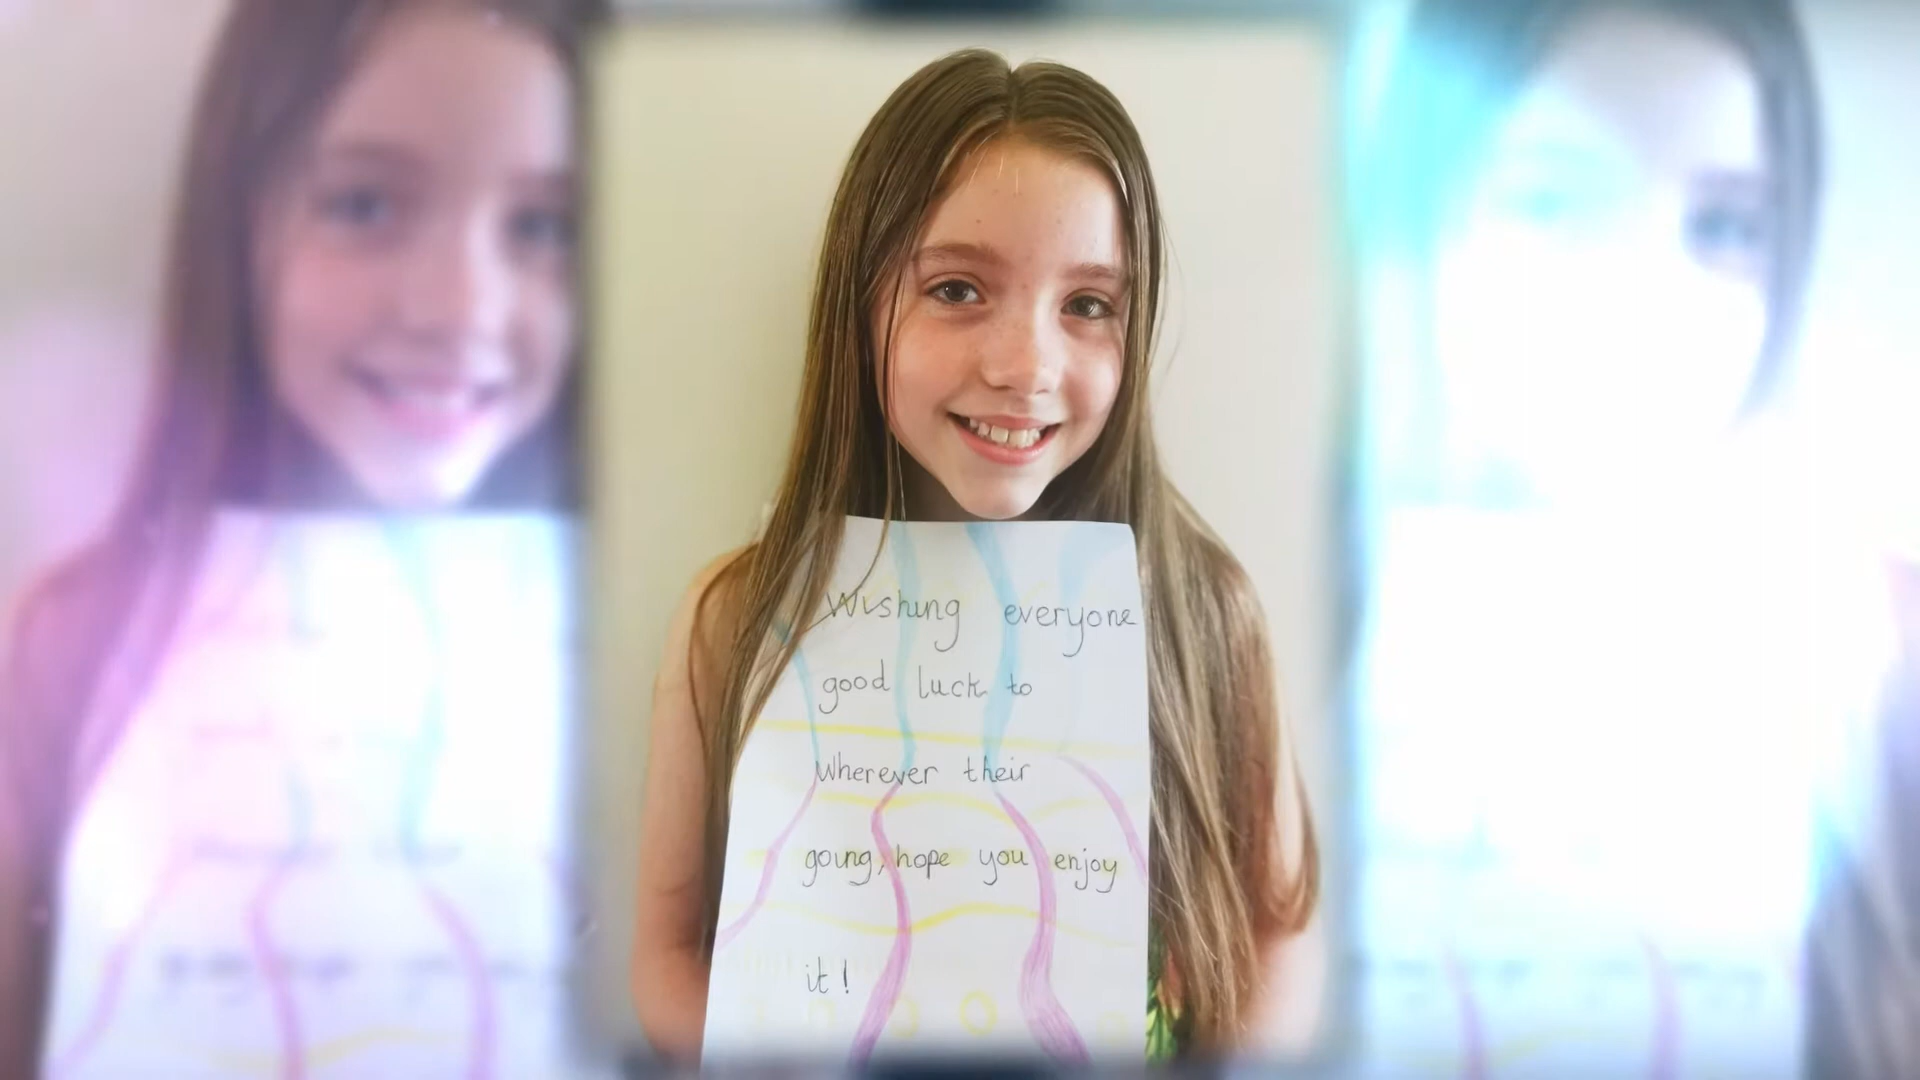 Wishing everyone
good luck to
wherever their
going, hope you enjoy
it!